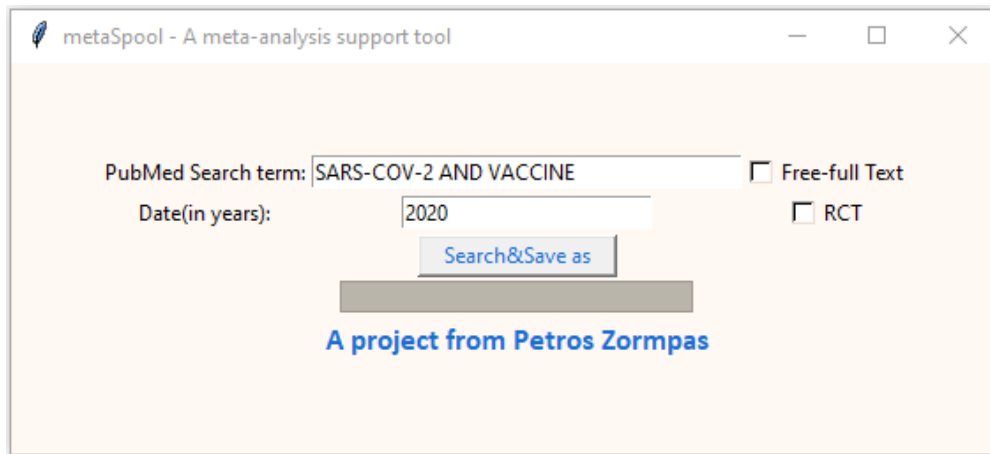 metaSpool - A meta-analysis support tool
PubMed Search term: SARS-COV-2 AND VACCINE Free-full Text
Date(in years): 2020 RCT
Search&Save as
A project from Petros Zormpas